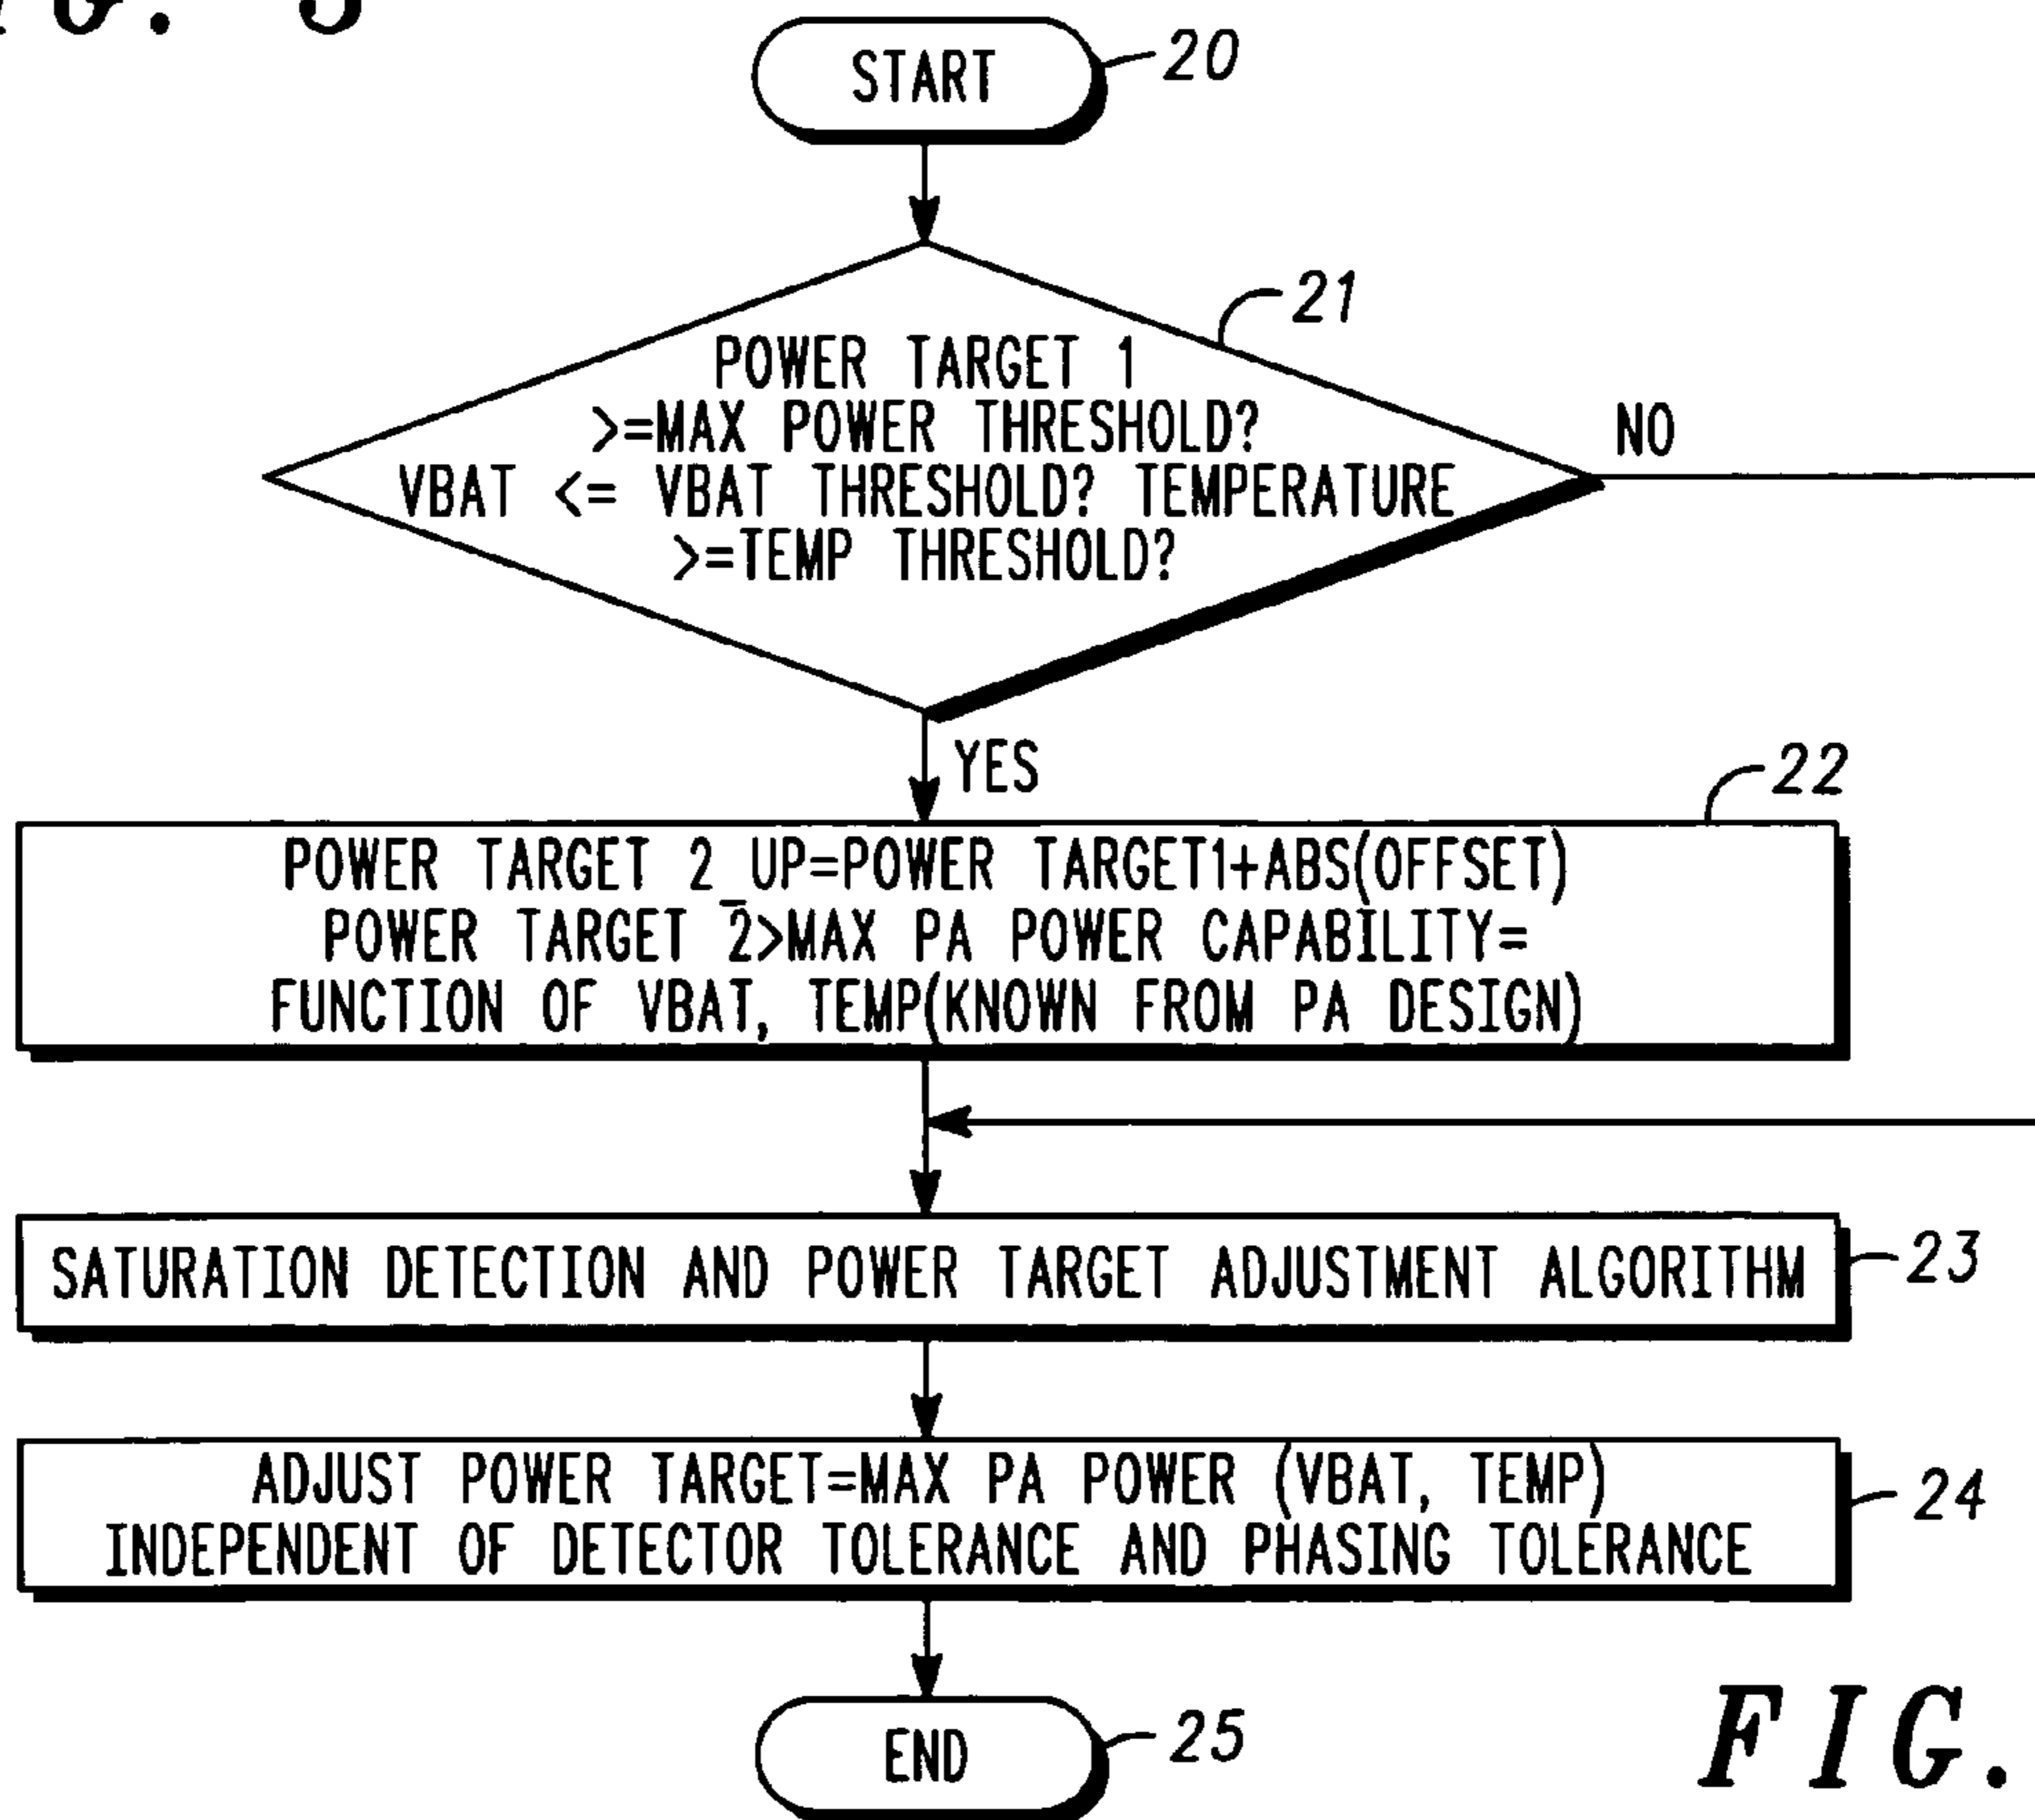 START
20
21
POWER TARGET 1
>=MAX POWER THRESHOLD?
VBAT <= VBAT THRESHOLD? TEMPERATURE
>=TEMP THRESHOLD?
NO
YES
22
POWER TARGET 2_UP=POWER TARGET1+ABS(OFFSET)
POWER TARGET 2>MAX PA POWER CAPABILITY=
FUNCTION OF VBAT, TEMP(KNOWN FROM PA DESIGN)
SATURATION DETECTION AND POWER TARGET ADJUSTMENT ALGORITHM
23
ADJUST POWER TARGET=MAX PA POWER (VBAT, TEMP)
INDEPENDENT OF DETECTOR TOLERANCE AND PHASING TOLERANCE
24
END
25
FIG.